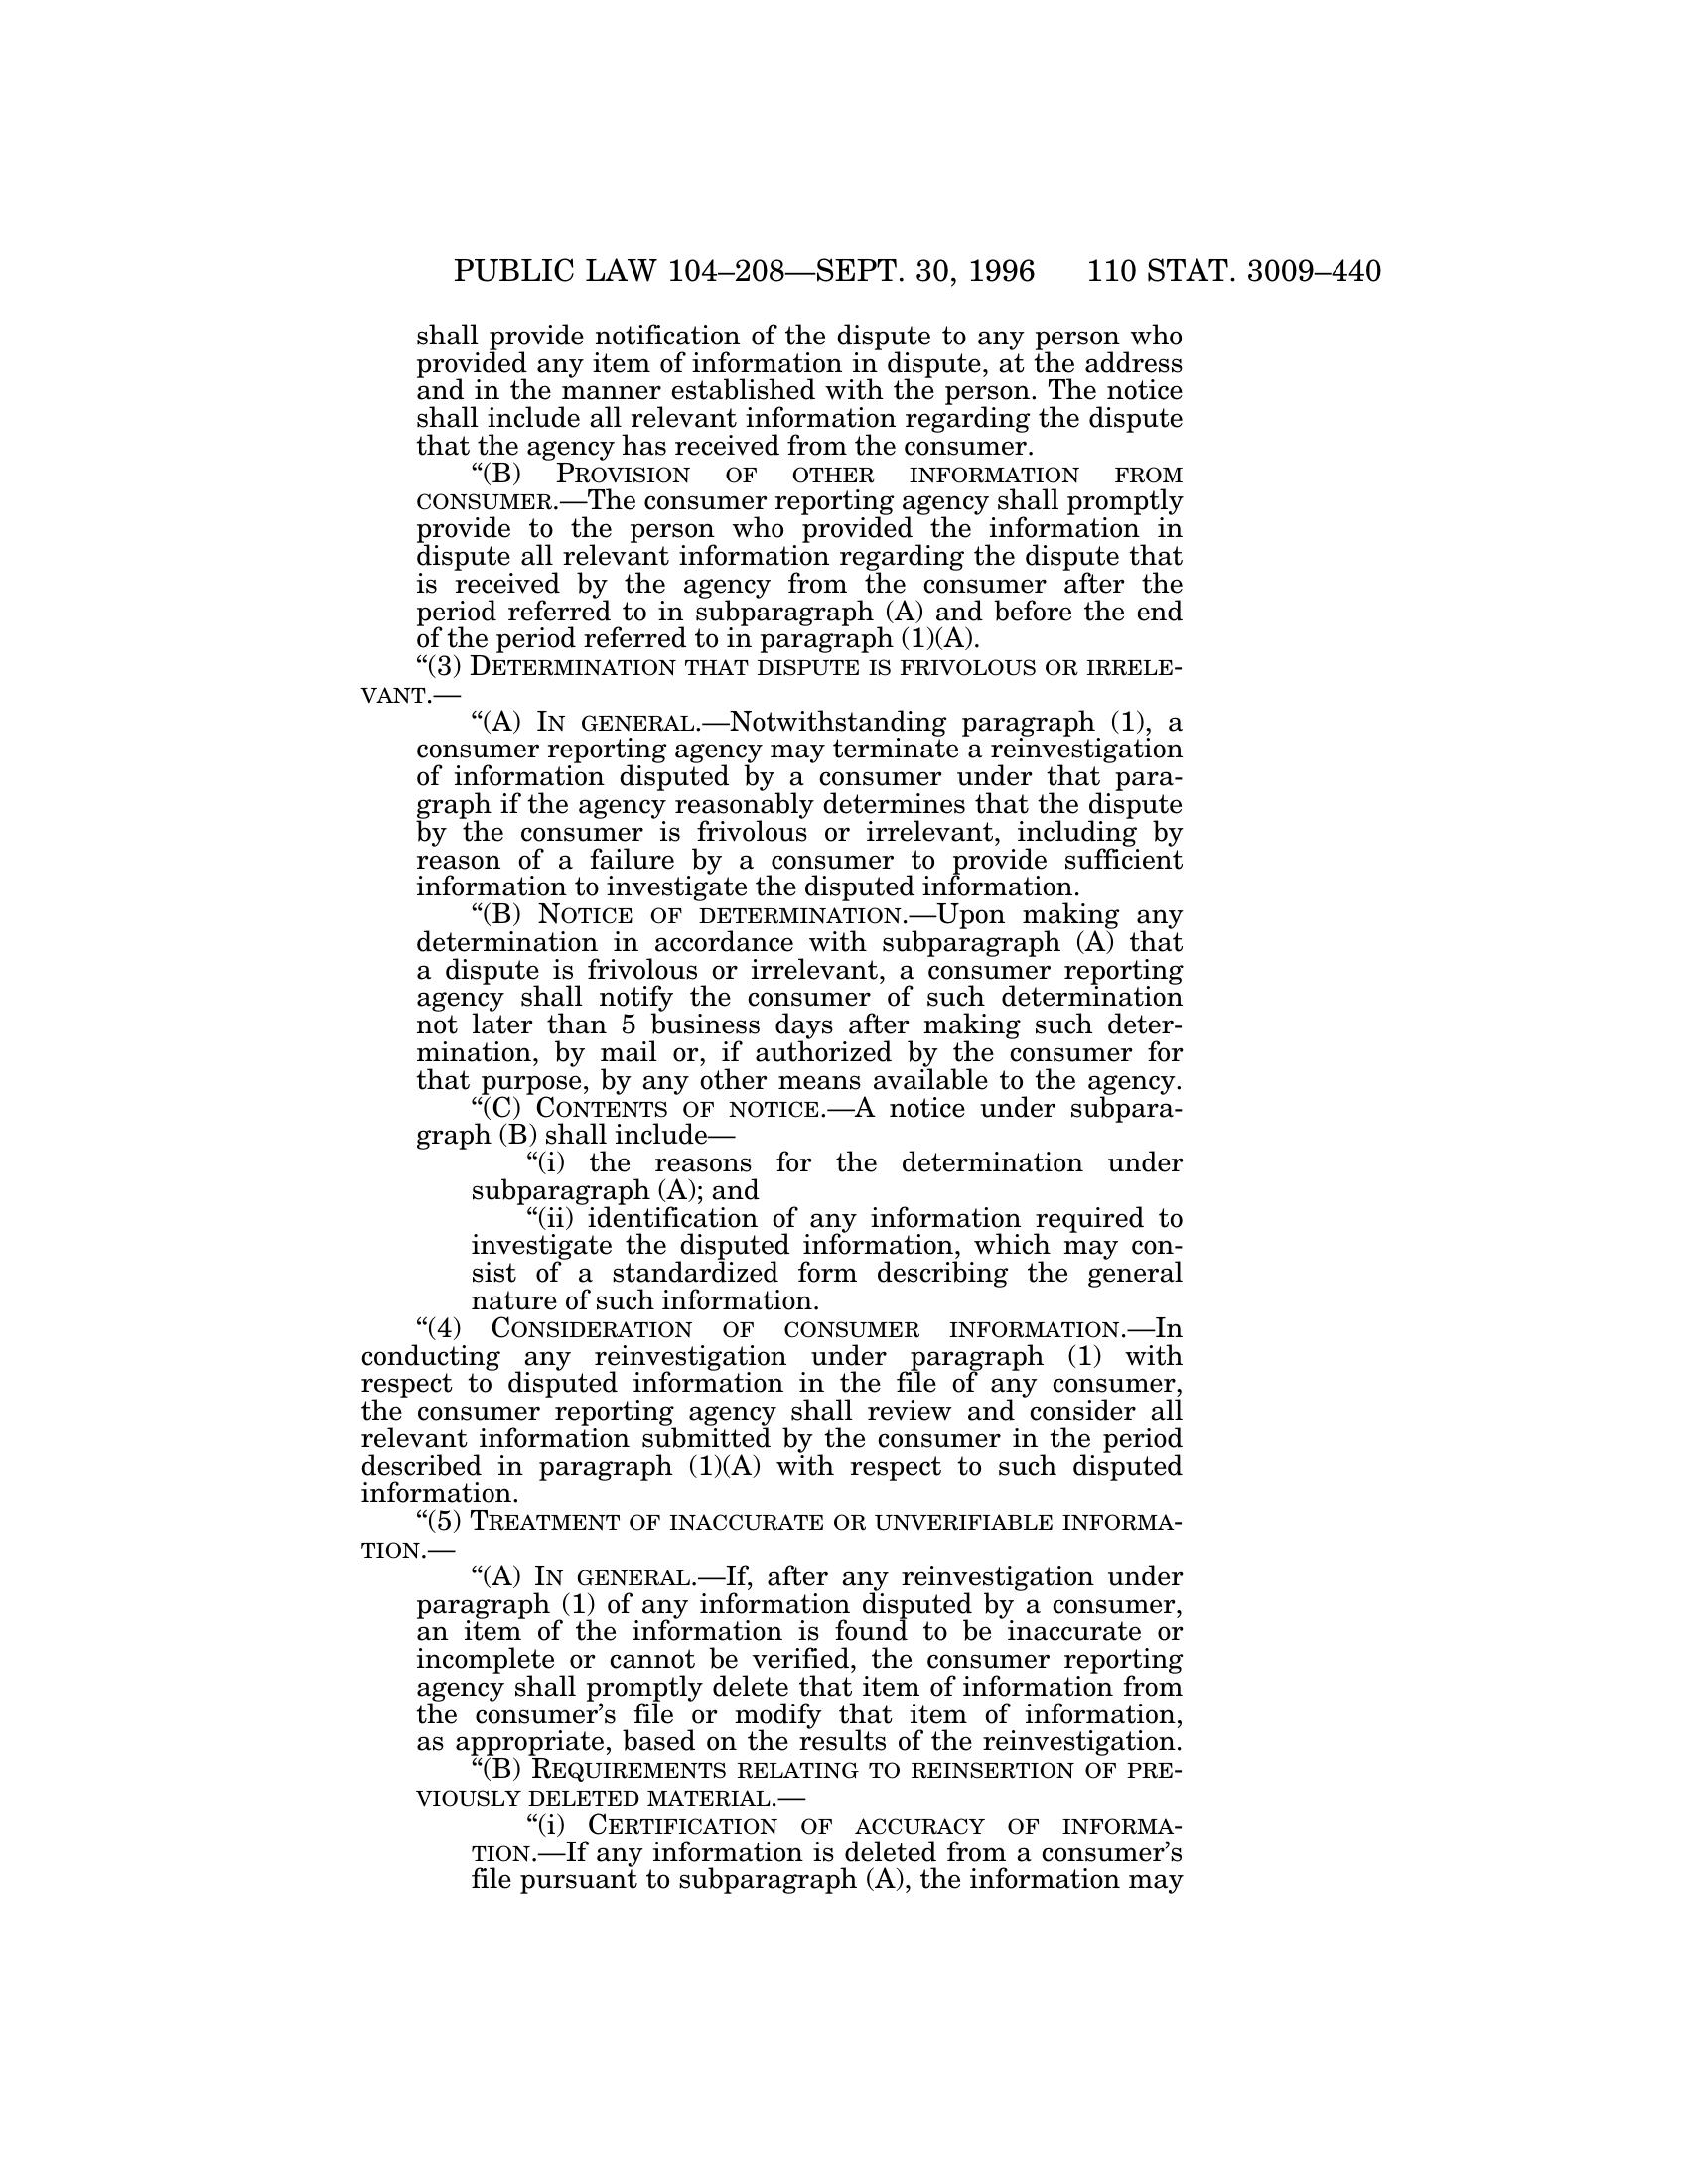 PUBLIC LAW 104–208—SEPT. 30, 1996 110 STAT. 3009–440
shall provide notification of the dispute to any person who
provided any item of information in dispute, at the address
and in the manner established with the person. The notice
shall include all relevant information regarding the dispute
that the agency has received from the consumer.
“(B) PROVISION OF OTHER INFORMATION FROM
CONSUMER.—The consumer reporting agency shall promptly
provide to the person who provided the information in
dispute all relevant information regarding the dispute that
is received by the agency from the consumer after the
period referred to in subparagraph (A) and before the end
of the period referred to in paragraph (1)(A).
“(3) DETERMINATION THAT DISPUTE IS FRIVOLOUS OR IRRELE-
VANT.—
“(A) IN GENERAL.—Notwithstanding paragraph (1), a
consumer reporting agency may terminate a reinvestigation
of information disputed by a consumer under that para-
graph if the agency reasonably determines that the dispute
by the consumer is frivolous or irrelevant, including by
reason of a failure by a consumer to provide sufficient
information to investigate the disputed information.
“(B) NOTICE OF DETERMINATION.—Upon making any
determination in accordance with subparagraph (A) that
a dispute is frivolous or irrelevant, a consumer reporting
agency shall notify the consumer of such determination
not later than 5 business days after making such deter-
mination, by mail or, if authorized by the consumer for
that purpose, by any other means available to the agency.
“(C) CONTENTS OF NOTICE.—A notice under subpara-
graph (B) shall include—
“(i) the reasons for the determination under
subparagraph (A); and
“(ii) identification of any information required to
investigate the disputed information, which may con-
sist of a standardized form describing the general
nature of such information.
“(4) CONSIDERATION OF CONSUMER INFORMATION.—In
conducting any reinvestigation under paragraph (1) with
respect to disputed information in the file of any consumer,
the consumer reporting agency shall review and consider all
relevant information submitted by the consumer in the period
described in paragraph (1)(A) with respect to such disputed
information.
“(5) TREATMENT OF INACCURATE OR UNVERIFIABLE INFORMA-
TION.—
“(A) IN GENERAL.—If, after any reinvestigation under
paragraph (1) of any information disputed by a consumer,
an item of the information is found to be inaccurate or
incomplete or cannot be verified, the consumer reporting
agency shall promptly delete that item of information from
the consumer’s file or modify that item of information,
as appropriate, based on the results of the reinvestigation.
“(B) REQUIREMENTS RELATING TO REINSERTION OF PRE-
VIOUSLY DELETED MATERIAL.—
“(i) CERTIFICATION OF ACCURACY OF INFORMA-
TION.—If any information is deleted from a consumer’s
file pursuant to subparagraph (A), the information may